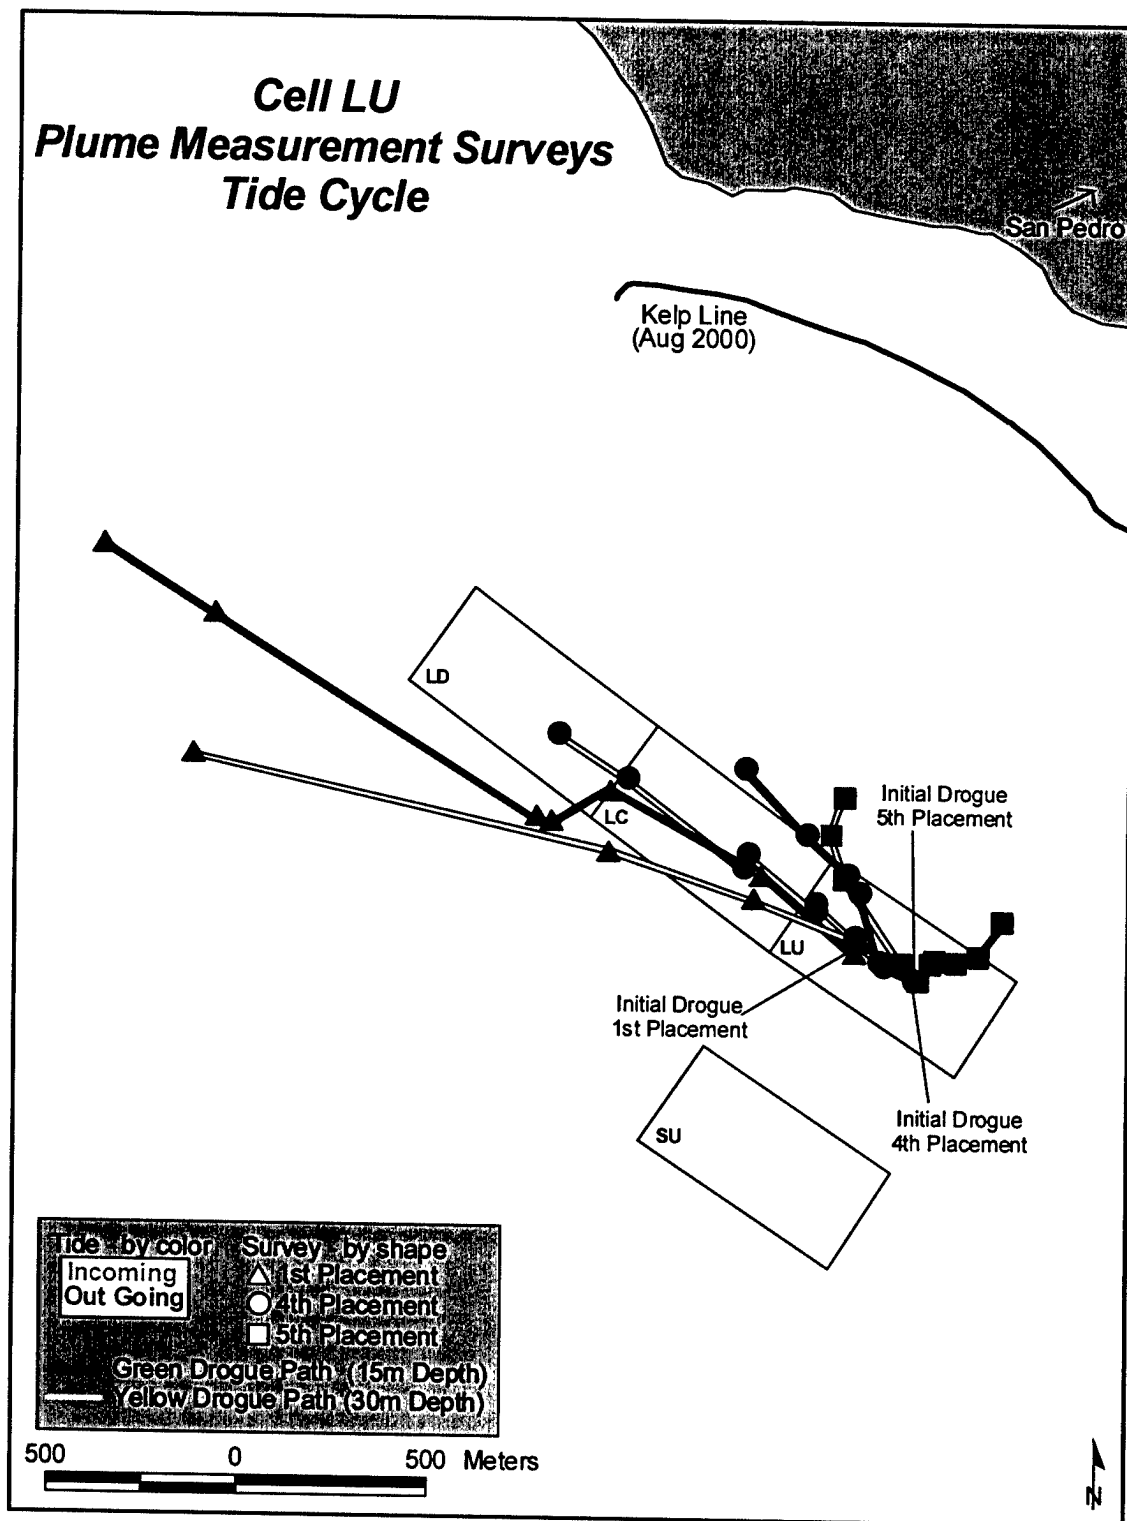 Cell LU
Plume Measurement Surveys
Tide Cycle
San Pedro
Kelp Line
(Aug 2000)
LD
Initial Drogue
5th Placement
LC
LU
Initial Drogue
1st Placement
Initial Drogue
4th Placement
SU
Tide by color Survey by shape
Incoming
Out Going
1st Placement
4th Placement
5th Placement
Green Drogue Path (15m Depth)
Yellow Drogue Path (30m Depth)
500 0 500 Meters
N